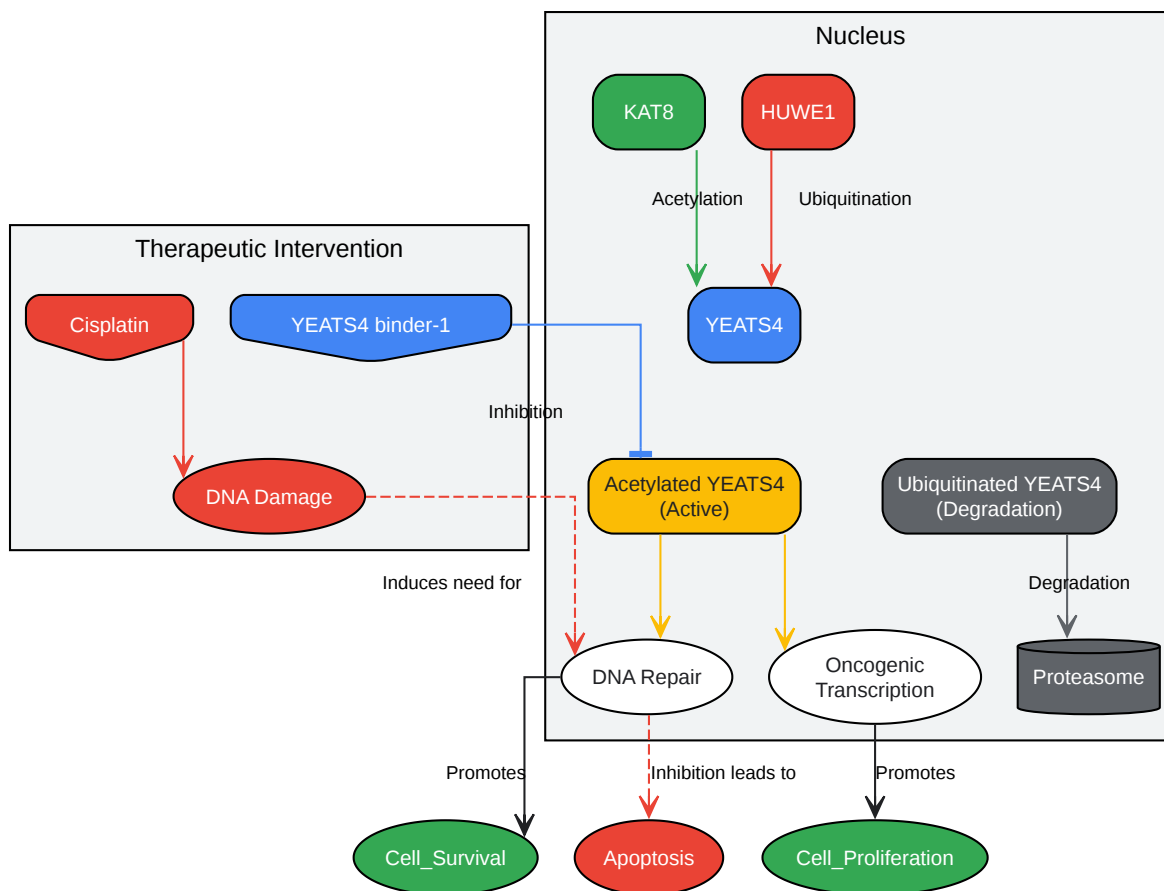 Nucleus
KAT8
HUWE1
Acetylation
Ubiquitination
Therapeutic Intervention
Cisplatin
YEATS4 binder-1
YEATS4
Inhibition
DNA Damage
Acetylated YEATS4
(Active)
Ubiquitinated YEATS4
(Degradation)
Induces need for
Degradation
DNA Repair
Oncogenic
Transcription
Proteasome
Promotes
Inhibition leads to
Promotes
Cell_Survival
Apoptosis
Cell_Proliferation